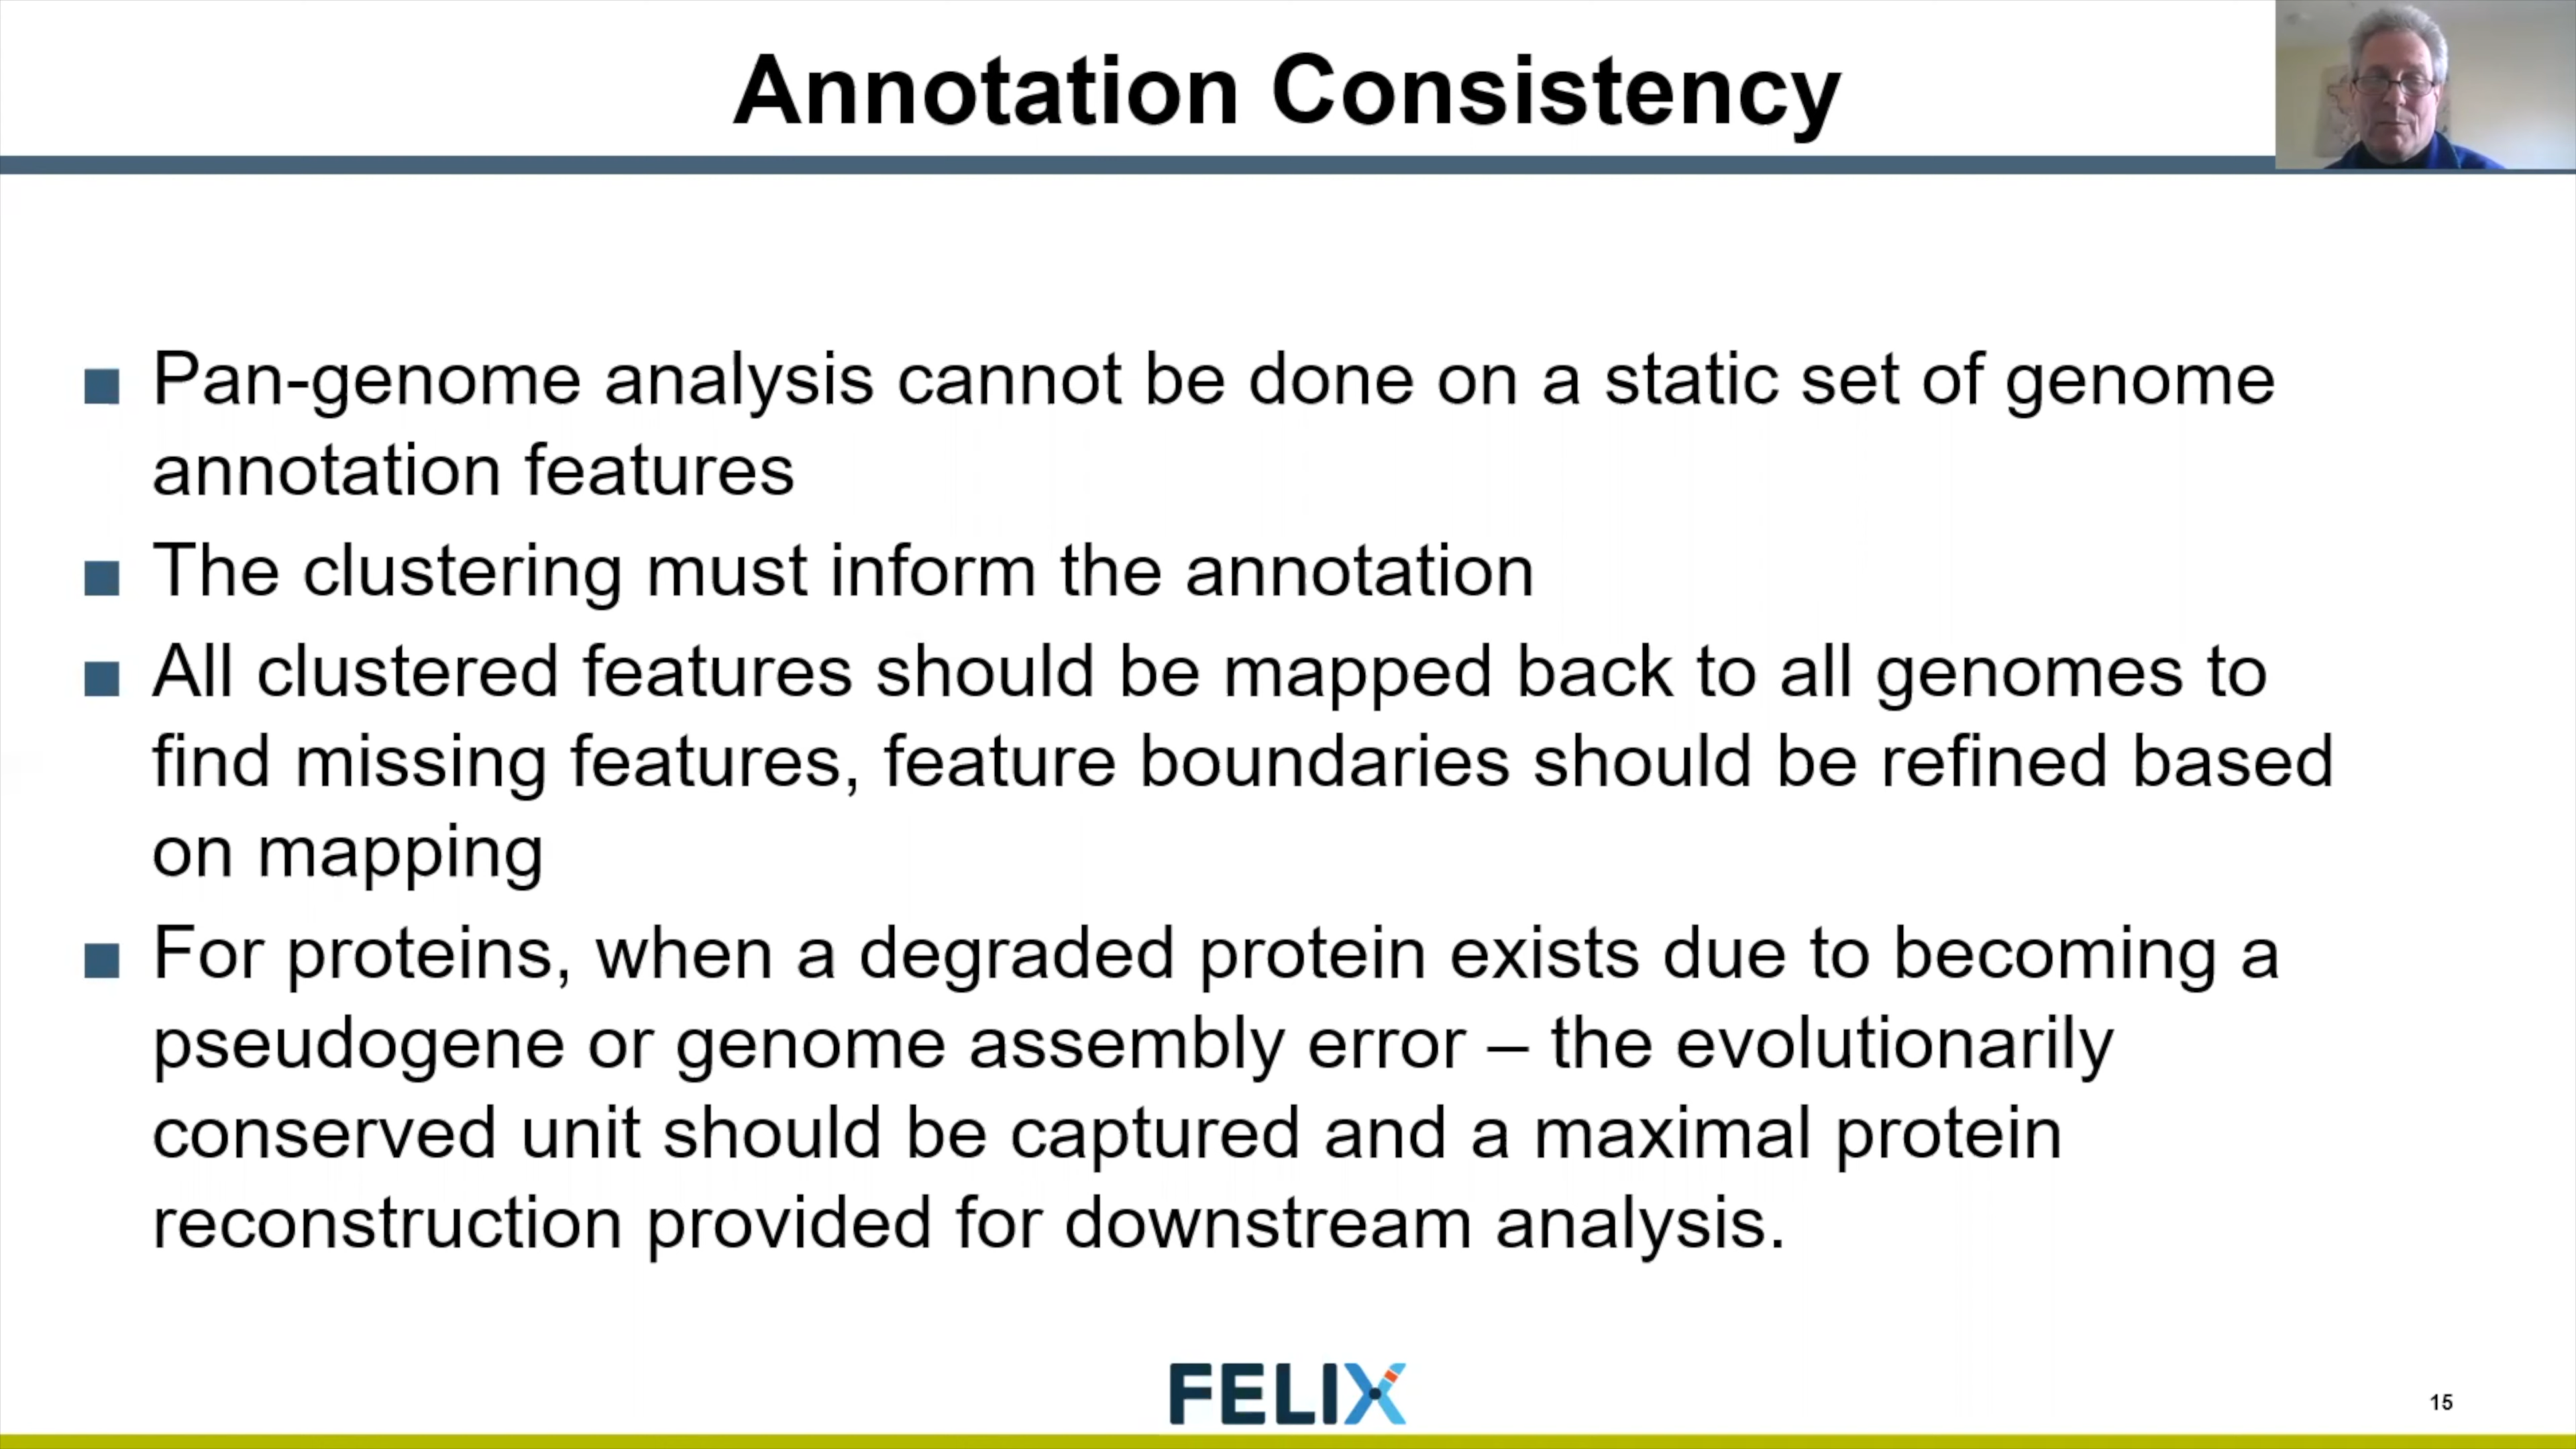 Annotation Consistency
Pan-genome analysis cannot be done on a static set of genome
annotation features
The clustering must inform the annotation
All clustered features should be mapped back to all genomes to
find missing features, feature boundaries should be refined based
on mapping
For proteins, when a degraded protein exists due to becoming a
pseudogene or genome assembly error – the evolutionarily
conserved unit should be captured and a maximal protein
reconstruction provided for downstream analysis.
FELIX
15